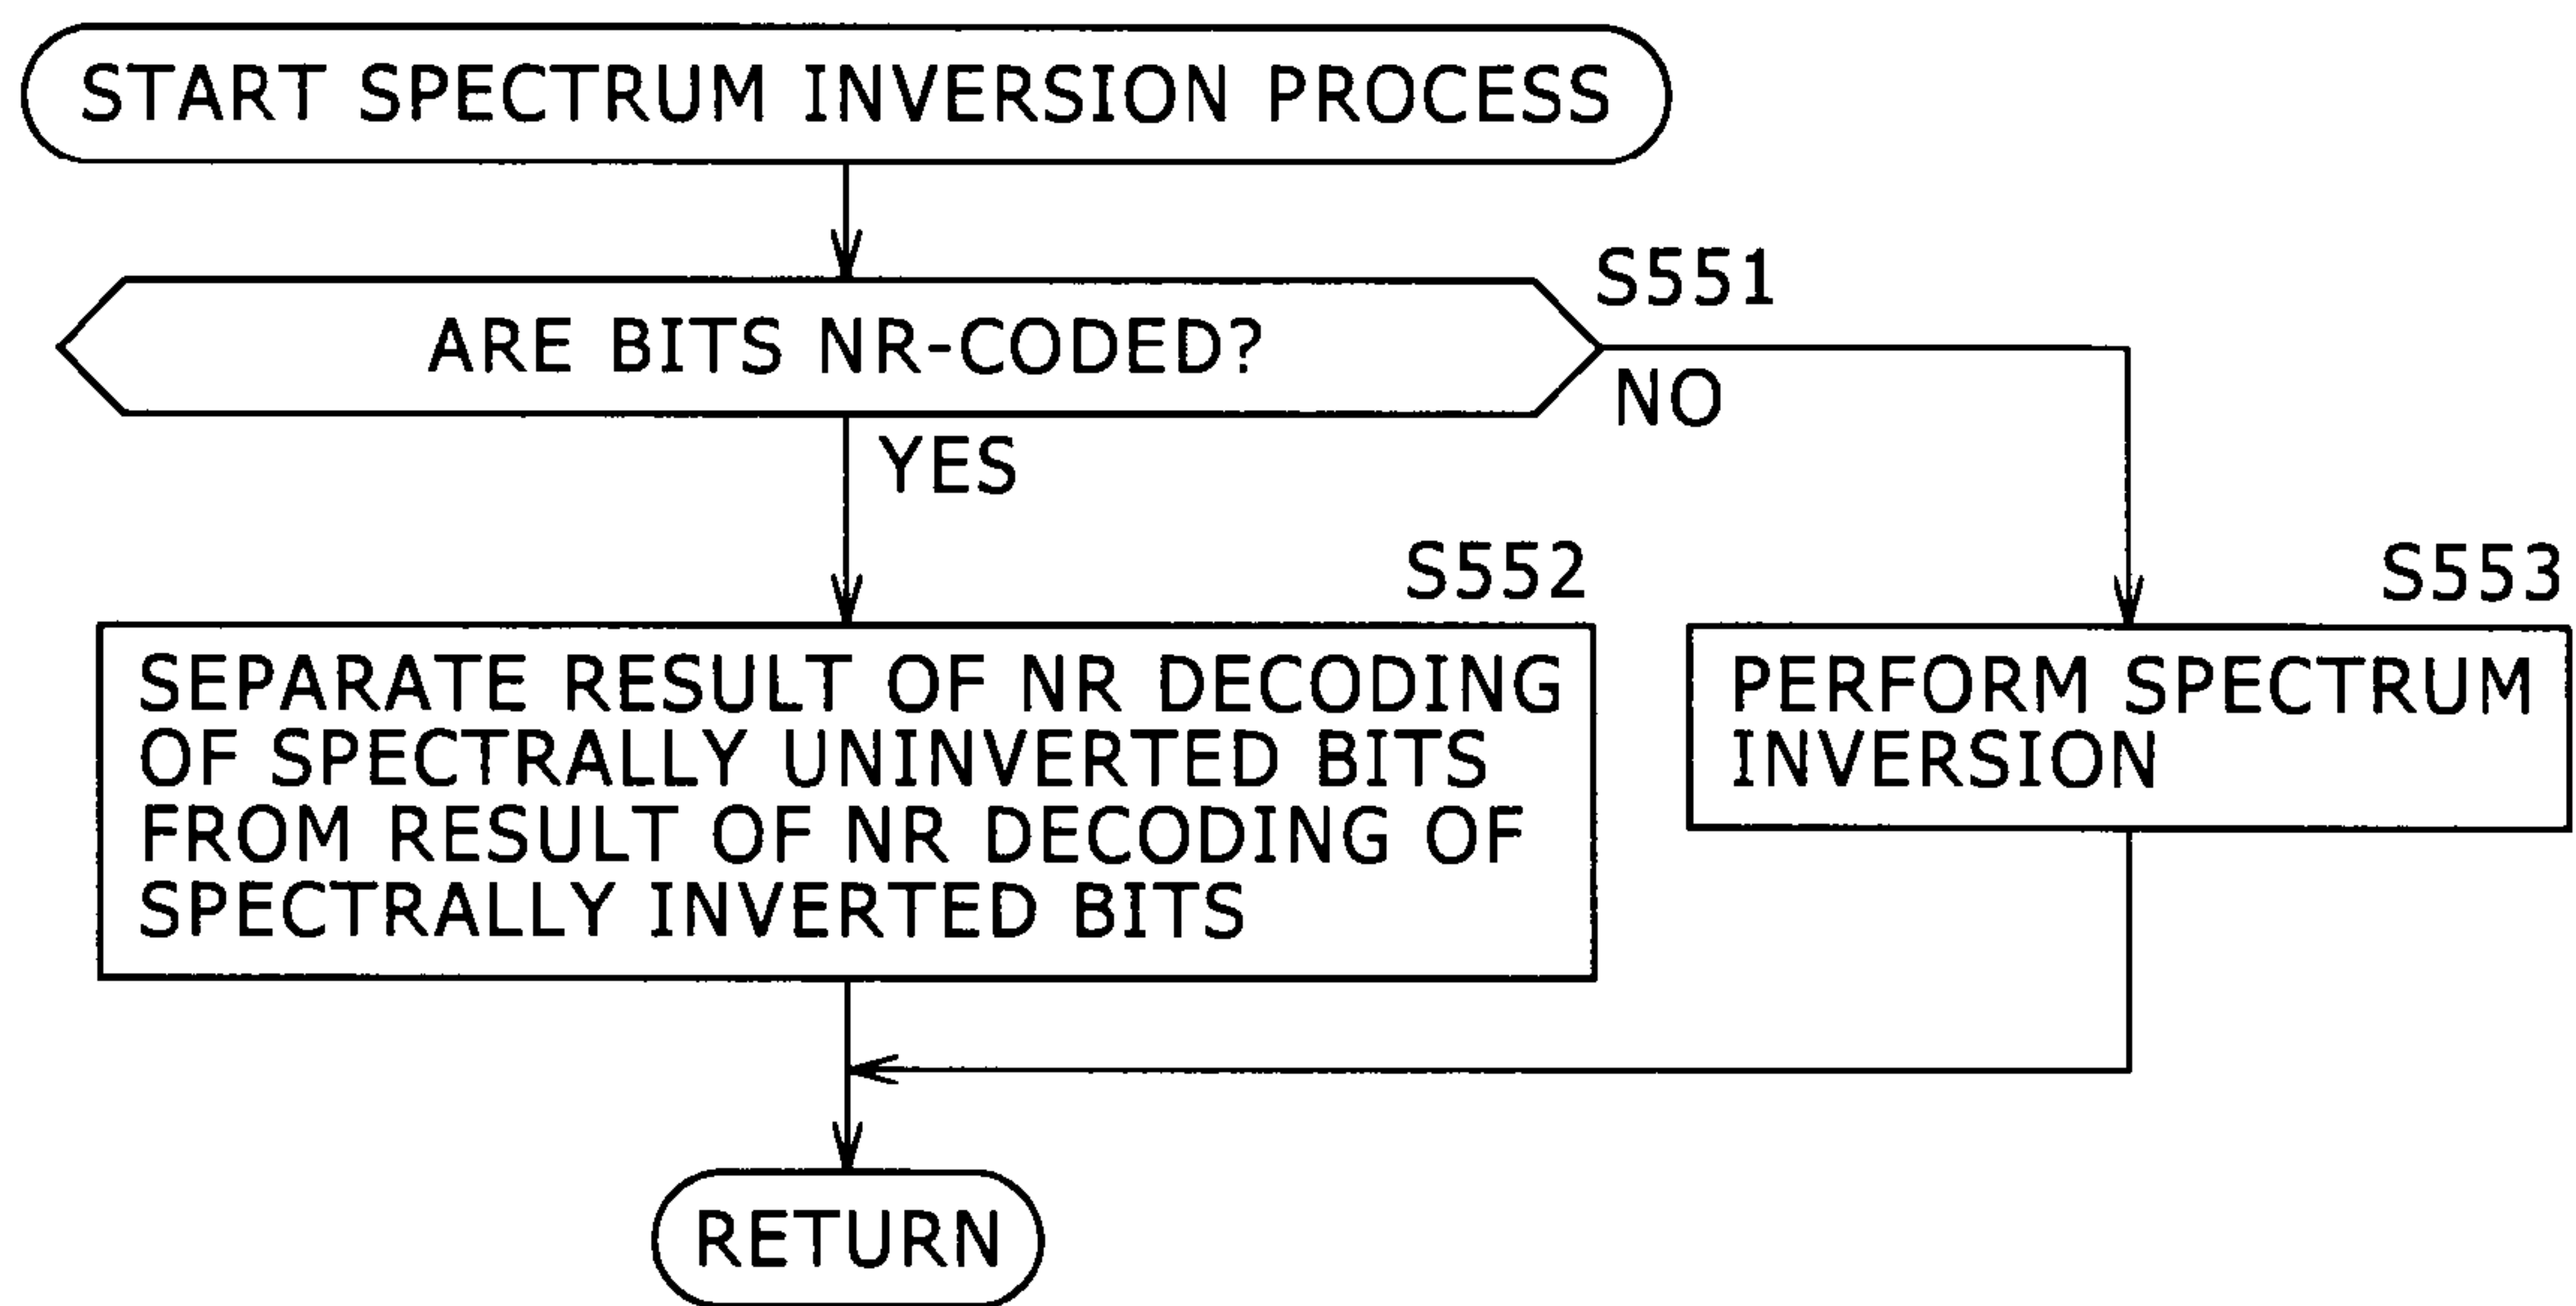 START SPECTRUM INVERSION PROCESS
S551
ARE BITS NR-CODED?
NO
YES
S552
SEPARATE RESULT OF NR DECODING
OF SPECTRALLY UNINVERTED BITS
FROM RESULT OF NR DECODING OF
SPECTRALLY INVERTED BITS
S553
PERFORM SPECTRUM
INVERSION
RETURN